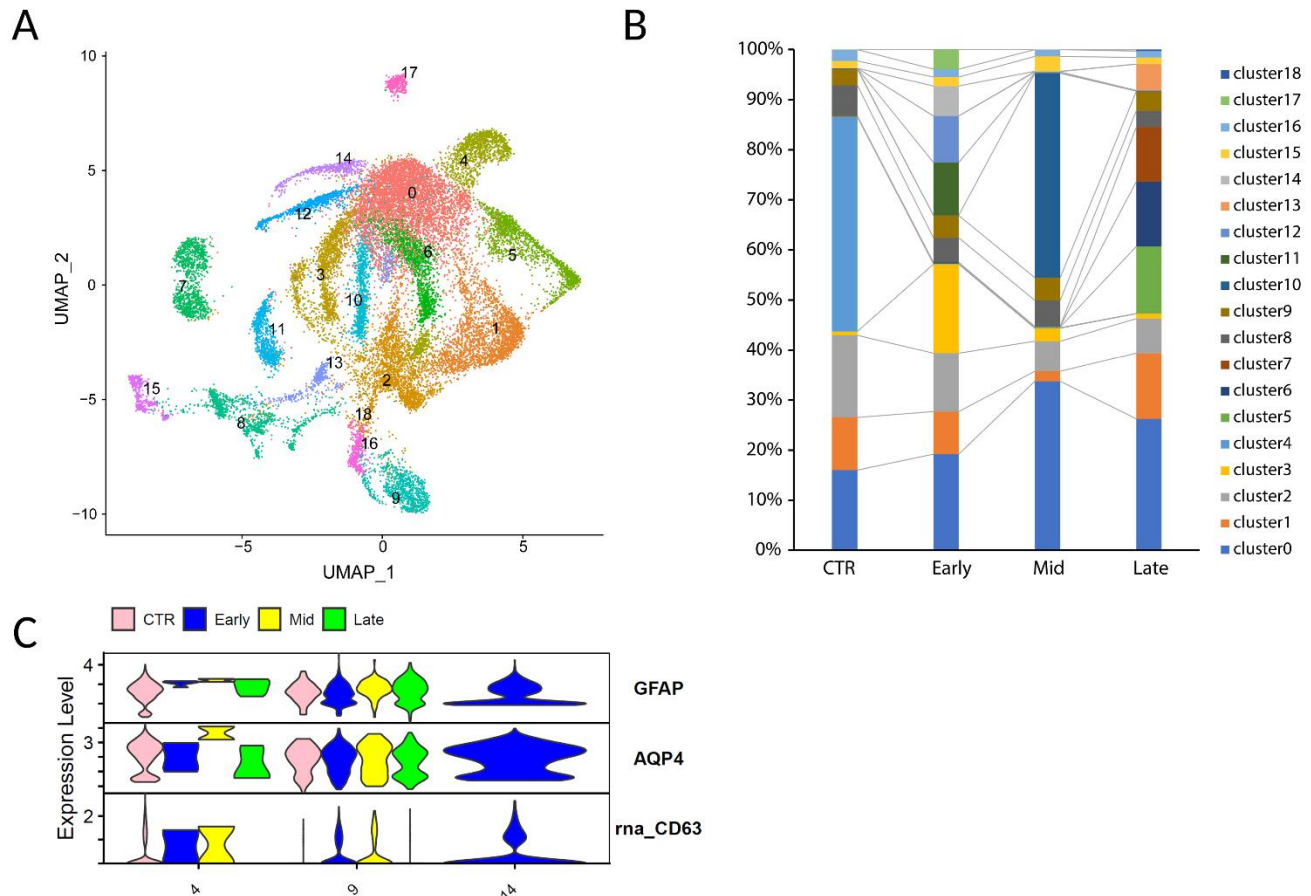 A
10
5
0
−5
−10
UMAP_2
17
14
4
0
12
6
5
3
7
10
11
1
13
2
15
18
8
16
9
−5
0
5
UMAP_1
B
100%
90%
80%
70%
60%
50%
40%
30%
20%
10%
0%
CTR Early Mid Late
cluster18
cluster17
cluster16
cluster15
cluster14
cluster13
cluster12
cluster11
cluster10
cluster9
cluster8
cluster7
cluster6
cluster5
cluster4
cluster3
cluster2
cluster1
cluster0
C
CTR Early Mid Late
Expression Level
4
GFAP
3
AQP4
2
rna_CD63
4
9
14